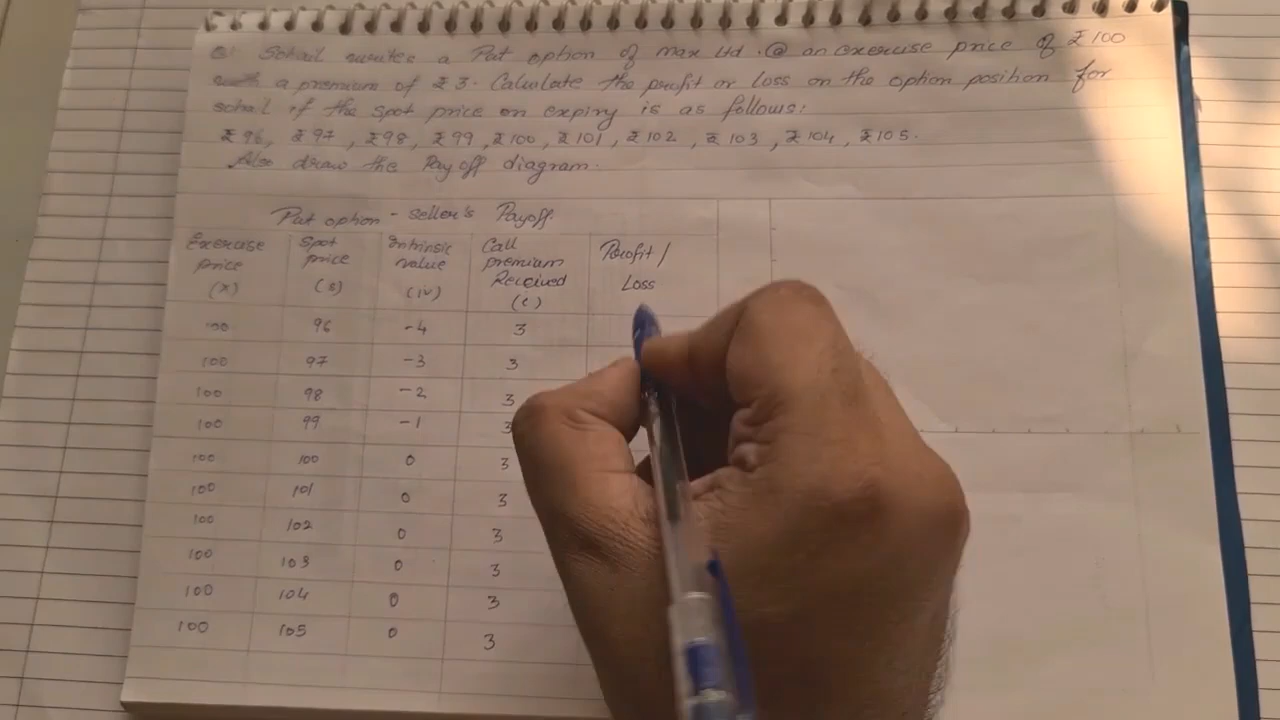 Q) Sohail writes a Put option of Max Ltd. @ an exercise price of ₹100
with a premium of ₹3. Calculate the profit or loss on the option position for
sohail if the spot price on expiry is as follows:
₹96, ₹97, ₹98, ₹99, ₹100, ₹101, ₹102, ₹103, ₹104, ₹105.
Also draw the Pay off diagram.
Put option - seller's Payoff.
Exercise Price (X) Spot price (s) Intrinsic value (iv) Call premium Received (c) Profit / Loss
100 96 -4 3
100 97 -3 3
100 98 -2 3
100 99 -1 3
100 100 0 3
100 101 0 3
100 102 0 3
100 103 0 3
100 104 0 3
100 105 0 3